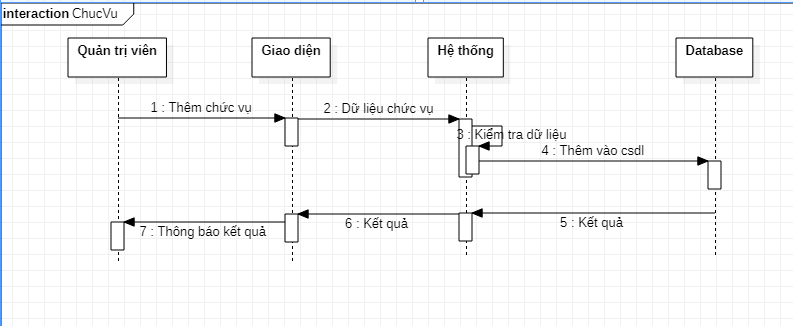 interaction ChucVu
Quản trị viên
Giao diện
Hệ thống
Database
1 : Thêm chức vụ
2 : Dữ liệu chức vụ
3 : Kiểm tra dữ liệu
4 : Thêm vào csdl
5 : Kết quả
6 : Kết quả
7 : Thông báo kết quả